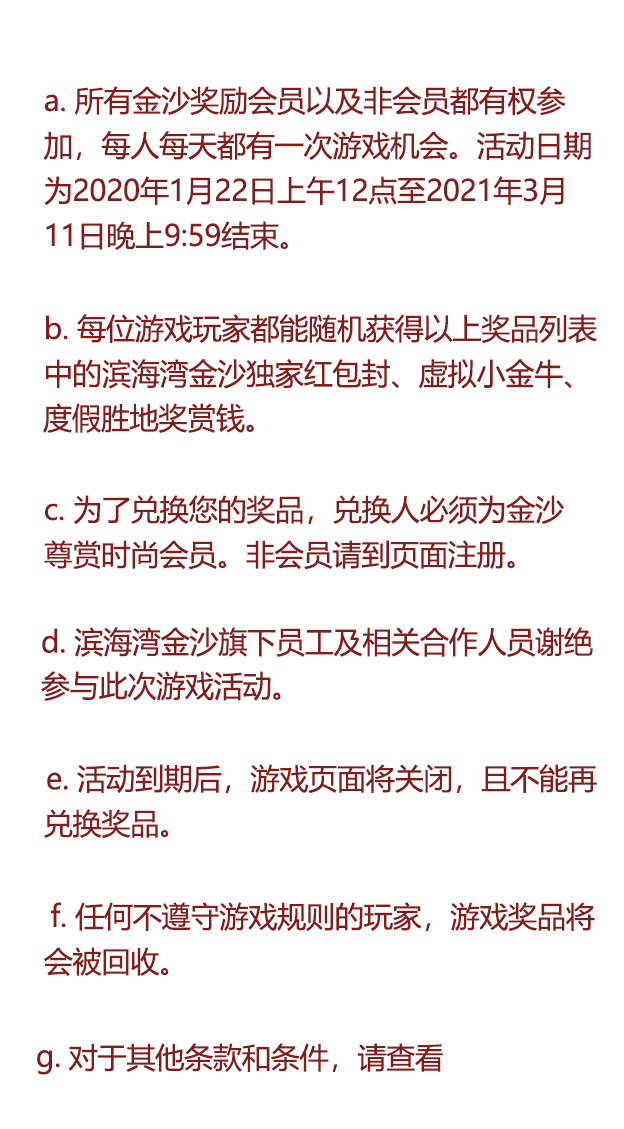 a. 所有金沙奖励会员以及非会员都有权参
加，每人每天都有一次游戏机会。活动日期
为2020年1月22日上午12点至2021年3月
11日晚上9:59结束。
b. 每位游戏玩家都能随机获得以上奖品列表
中的滨海湾金沙独家红包封、虚拟小金牛、
度假胜地奖赏钱。
c. 为了兑换您的奖品，兑换人必须为金沙
尊赏时尚会员。非会员请到页面注册。
d. 滨海湾金沙旗下员工及相关合作人员谢绝
参与此次游戏活动。
e. 活动到期后，游戏页面将关闭，且不能再
兑换奖品。
f. 任何不遵守游戏规则的玩家，游戏奖品将
会被回收。
g. 对于其他条款和条件，请查看